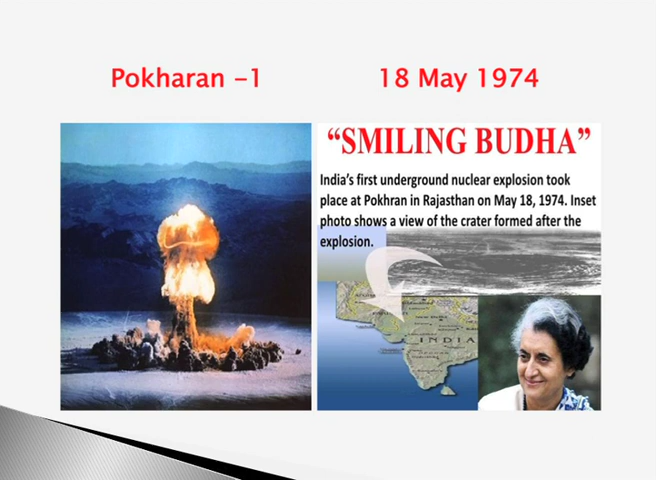 Pokharan -1
18 May 1974
“SMILING BUDHA”
India’s first underground nuclear explosion took
place at Pokhran in Rajasthan on May 18, 1974. Inset
photo shows a view of the crater formed after the
explosion.
INDIA